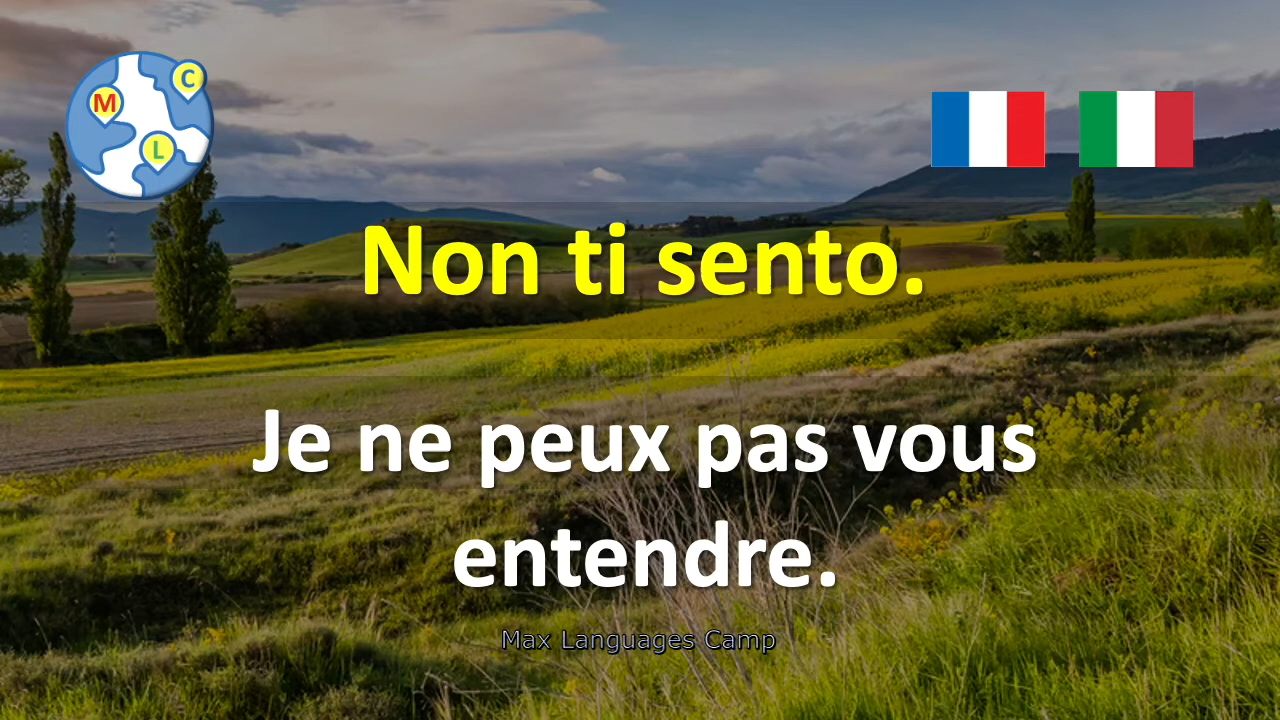 M
C
L
Non ti sento.
Je ne peux pas vous
entendre.
Max Languages Camp